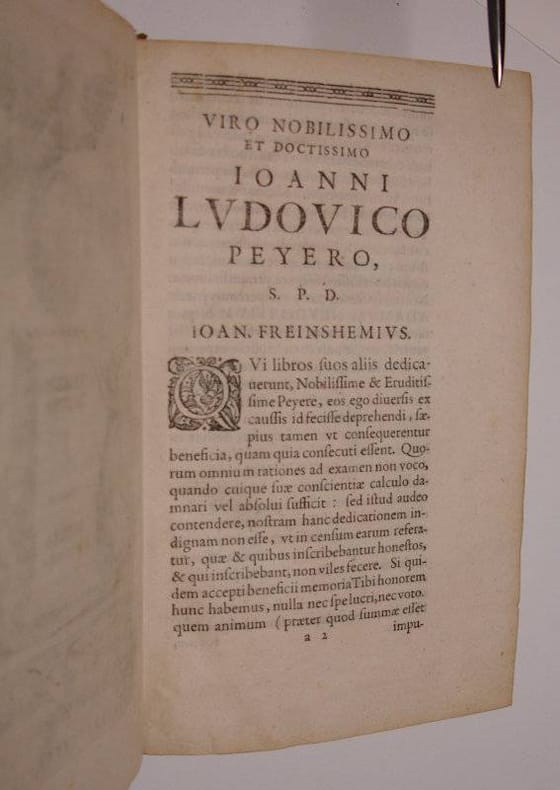 VIRO NOBILISSIMO
ET DOCTISSIMO
IOANNI
LVDOVICO
PEYERO,
S. P. D.
IOAN. FREINSHEMIVS.
QVi libros ſuos aliis dedica-
uerunt, Nobiliſſime & Eruditiſ-
ſime Peyere, eos ego diuerſis ex
cauſſis id feciſſe deprehendi, ſæ-
pius tamen vt conſequerentur
beneficia, quam quia conſecuti eſſent. Quo-
rum omnium rationes ad examen non voco,
quando cuique ſuæ conſcientiæ calculo da-
mnari vel abſolui ſufficit : ſed iſtud audeo
contendere, noſtram hanc dedicationem in-
dignam non eſſe, vt in cenſum earum refera-
tur, quæ & quibus inſcribebantur honeſtos,
& qui inſcribebant, non viles fecere. Si qui-
dem accepti beneficii memoria Tibi honorem
hunc habemus, nulla nec ſpe lucri, nec voto.
quem animum (præter quod ſummæ eſſet
a 2 impu-